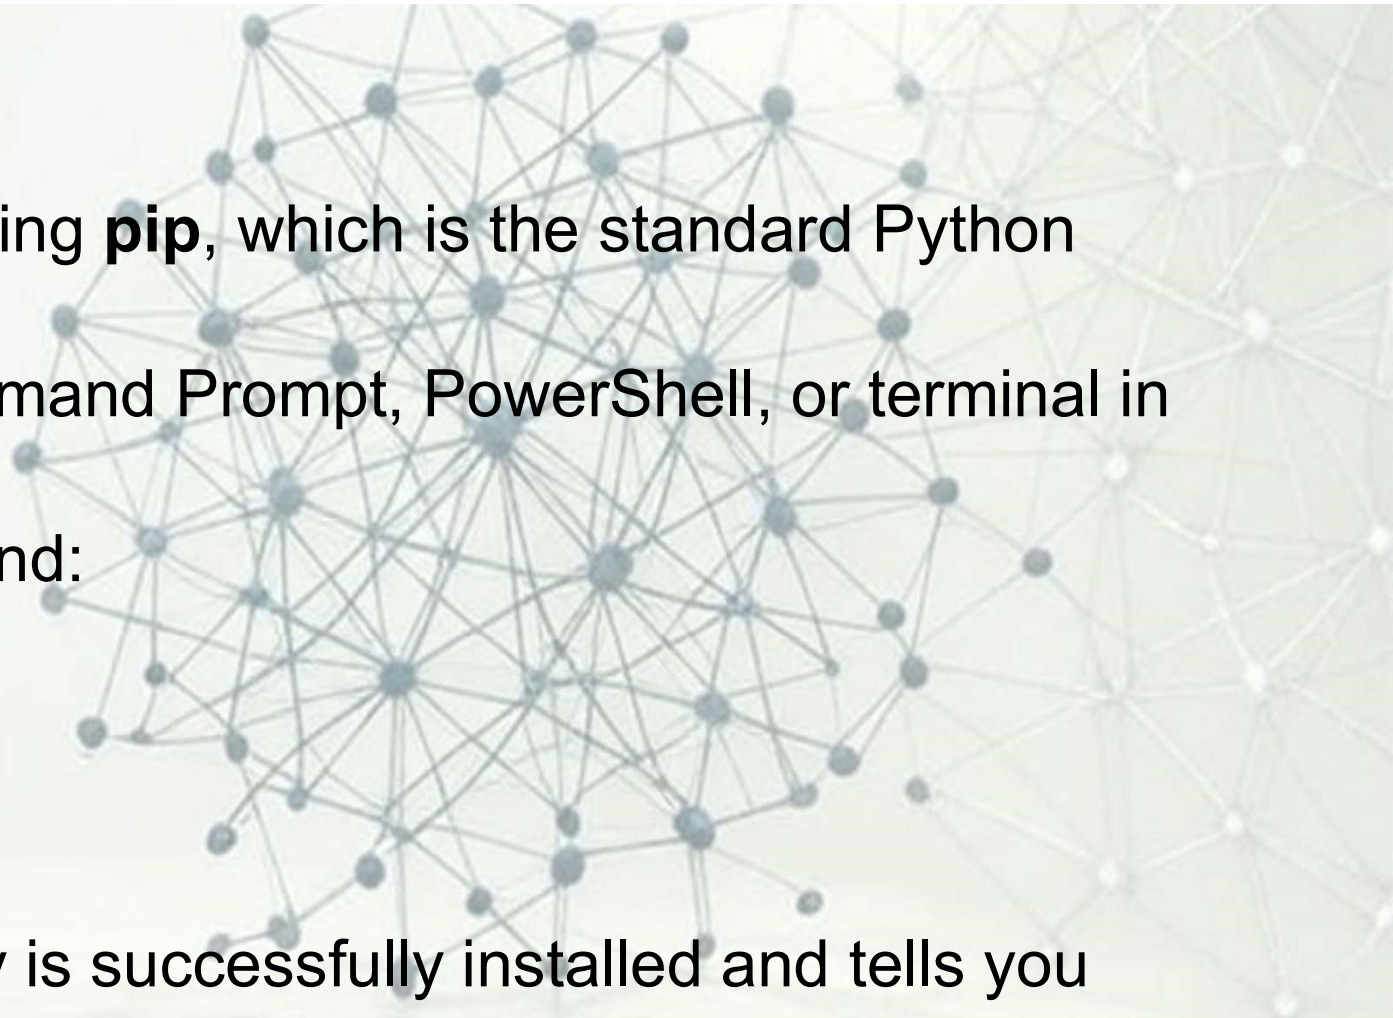 ing pip, which is the standard Python
mand Prompt, PowerShell, or terminal in
nd:
y is successfully installed and tells you